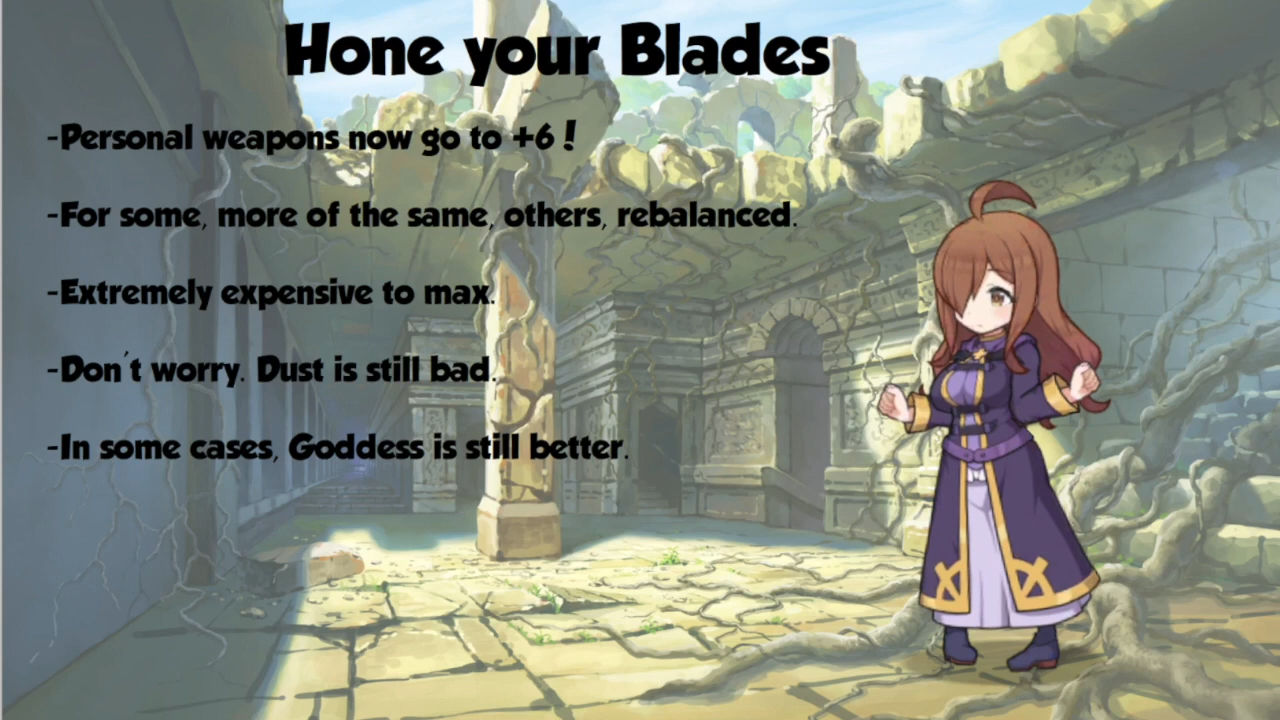 Hone your Blades
-Personal weapons now go to +6!
-For some, more of the same, others, rebalanced.
-Extremely expensive to max.
-Don't worry. Dust is still bad.
-In some cases, Goddess is still better.